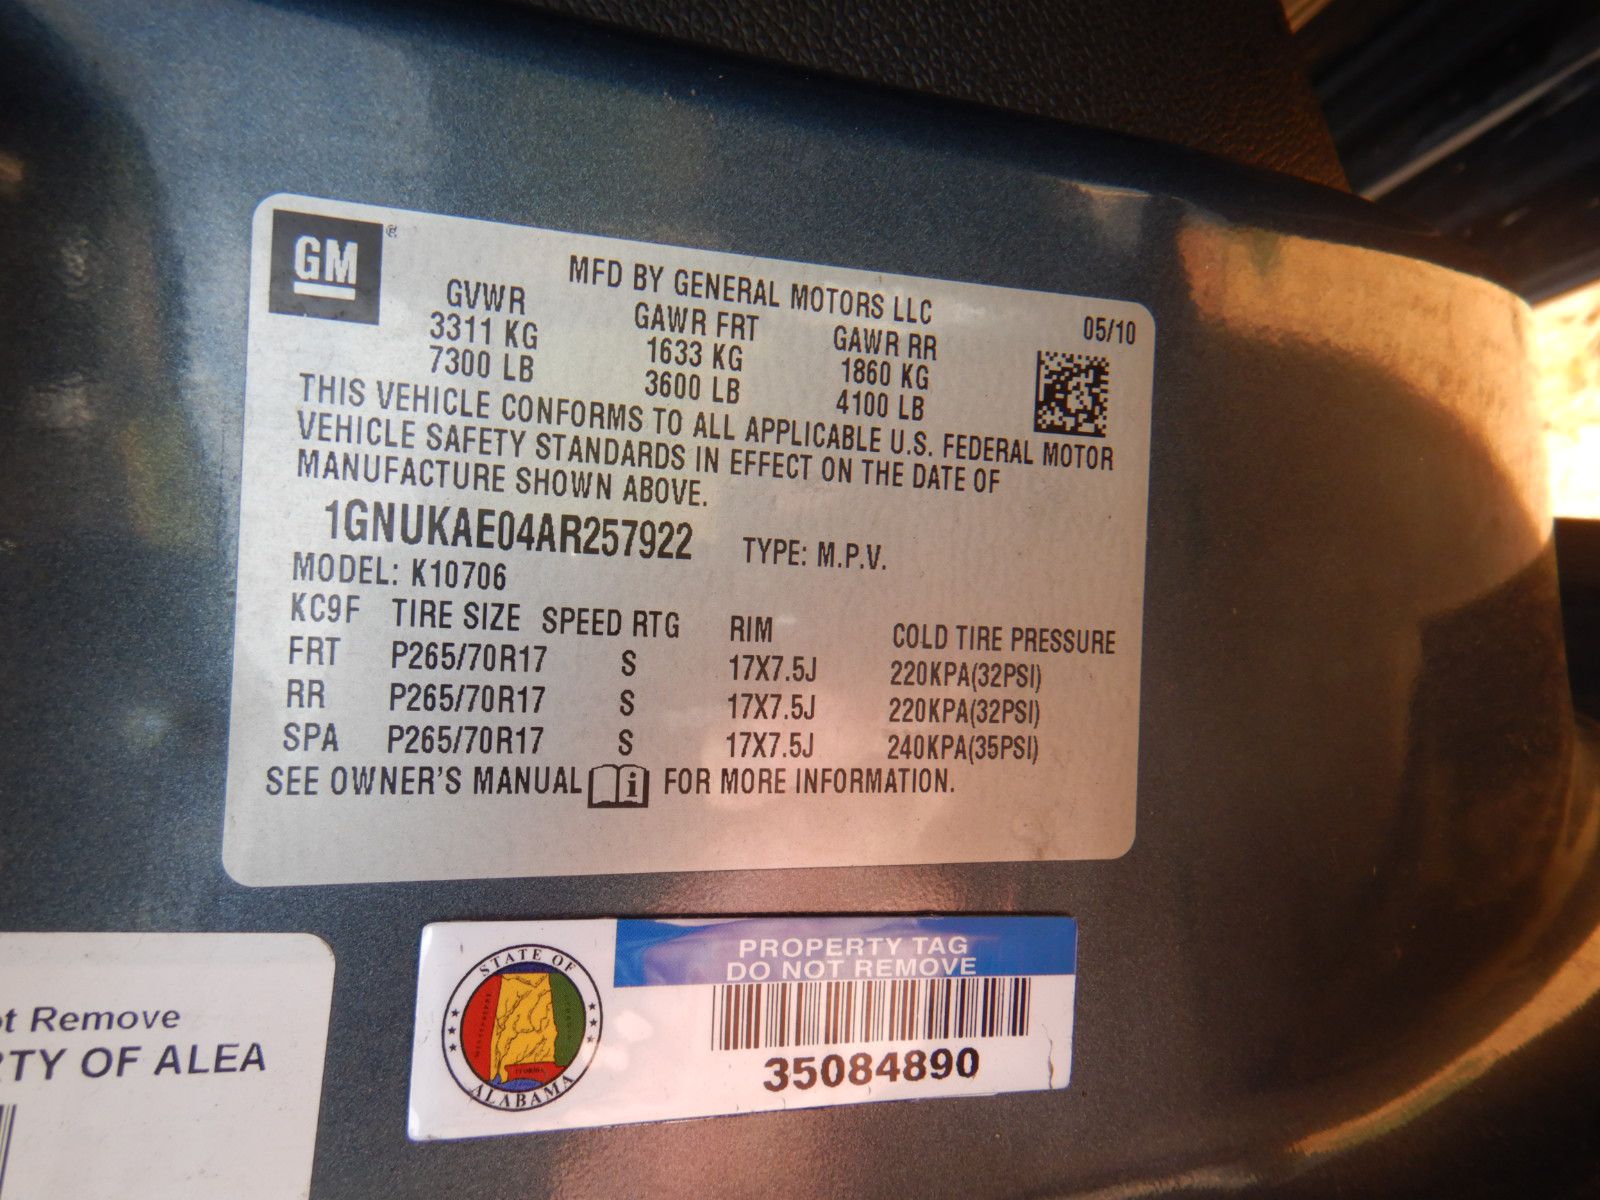 GM®
MFD BY GENERAL MOTORS LLC
GVWR GAWR FRT GAWR RR 05/10
3311 KG 1633 KG 1860 KG
7300 LB 3600 LB 4100 LB
THIS VEHICLE CONFORMS TO ALL APPLICABLE U.S. FEDERAL MOTOR
VEHICLE SAFETY STANDARDS IN EFFECT ON THE DATE OF
MANUFACTURE SHOWN ABOVE.
1GNUKAE04AR257922 TYPE: M.P.V.
MODEL: K10706
KC9F TIRE SIZE SPEED RTG RIM COLD TIRE PRESSURE
FRT P265/70R17 S 17X7.5J 220KPA(32PSI)
RR P265/70R17 S 17X7.5J 220KPA(32PSI)
SPA P265/70R17 S 17X7.5J 240KPA(35PSI)
SEE OWNER'S MANUAL i FOR MORE INFORMATION.
STATE OF
ALABAMA
PROPERTY TAG
DO NOT REMOVE
35084890
Remove
OF ALEA